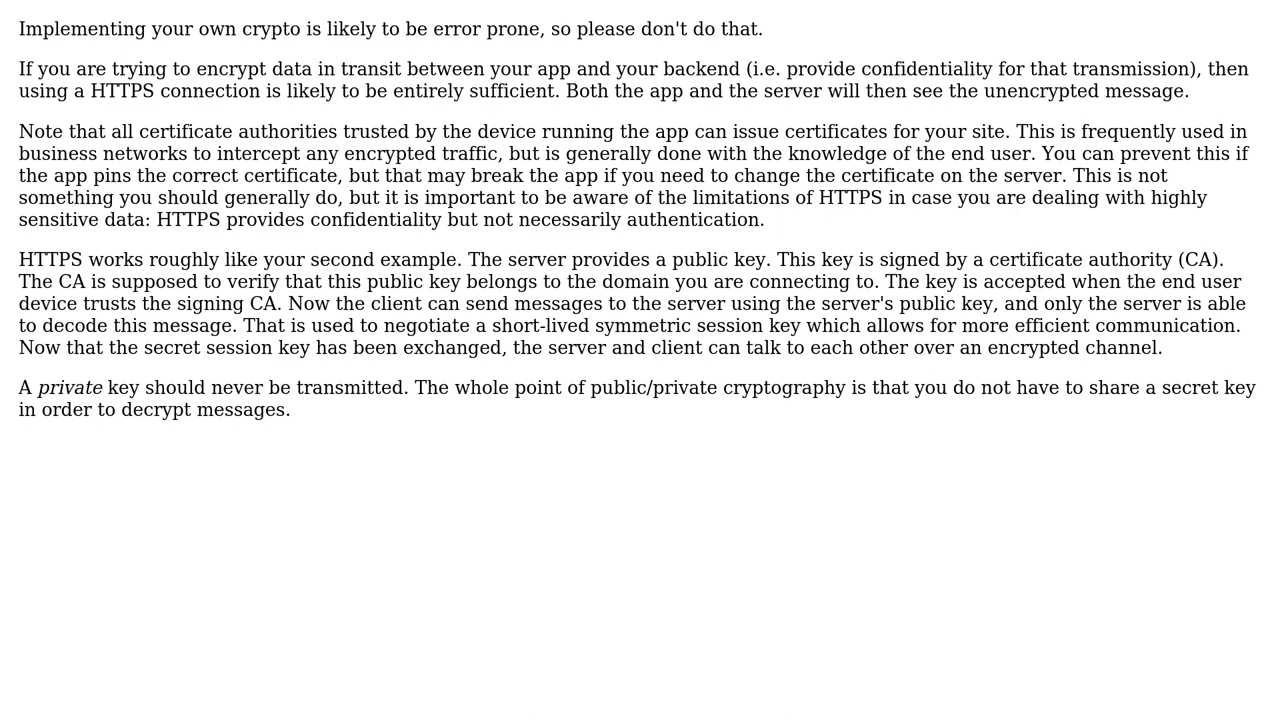 Implementing your own crypto is likely to be error prone, so please don't do that.
If you are trying to encrypt data in transit between your app and your backend (i.e. provide confidentiality for that transmission), then
using a HTTPS connection is likely to be entirely sufficient. Both the app and the server will then see the unencrypted message.
Note that all certificate authorities trusted by the device running the app can issue certificates for your site. This is frequently used in
business networks to intercept any encrypted traffic, but is generally done with the knowledge of the end user. You can prevent this if
the app pins the correct certificate, but that may break the app if you need to change the certificate on the server. This is not
something you should generally do, but it is important to be aware of the limitations of HTTPS in case you are dealing with highly
sensitive data: HTTPS provides confidentiality but not necessarily authentication.
HTTPS works roughly like your second example. The server provides a public key. This key is signed by a certificate authority (CA).
The CA is supposed to verify that this public key belongs to the domain you are connecting to. The key is accepted when the end user
device trusts the signing CA. Now the client can send messages to the server using the server's public key, and only the server is able
to decode this message. That is used to negotiate a short-lived symmetric session key which allows for more efficient communication.
Now that the secret session key has been exchanged, the server and client can talk to each other over an encrypted channel.
A private key should never be transmitted. The whole point of public/private cryptography is that you do not have to share a secret key
in order to decrypt messages.